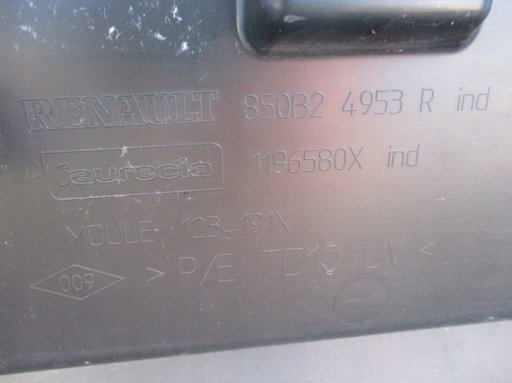 RENAULT 850B2 4953 R ind
faurecia 1196580X ind
MOULE 1234191X
009 > P/E TD10 UV <